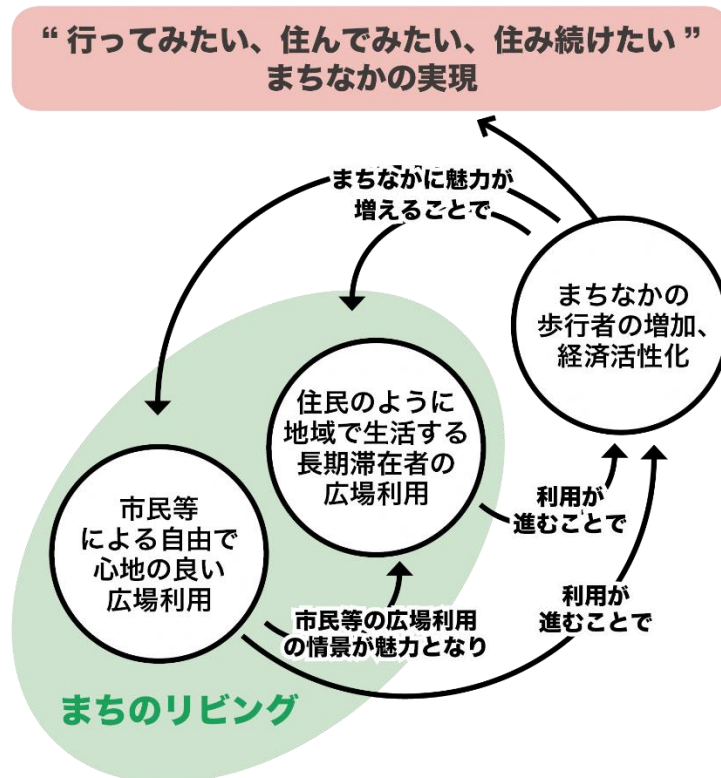 “ 行ってみたい、住んでみたい、住み続けたい ”
まちなかの実現
まちなかに魅力が
増えることで
まちなかの
歩行者の増加、
経済活性化
住民のように
地域で生活する
長期滞在者の
広場利用
市民等
による自由で
心地の良い
広場利用
利用が
進むことで
利用が
進むことで
市民等の広場利用
の情景が魅力となり
まちのリビング